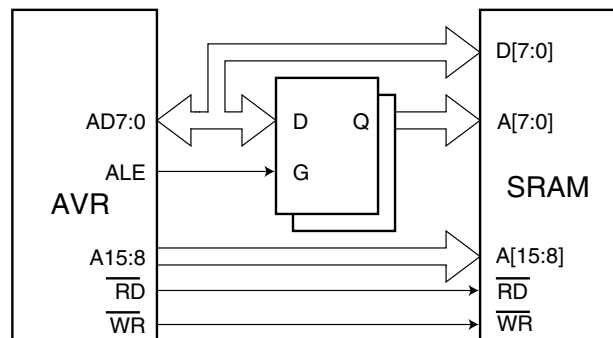 D[7:0]
AD7:0
D
Q
A[7:0]
ALE
G
AVR
SRAM
A15:8
A[15:8]
RD
RD
WR
WR